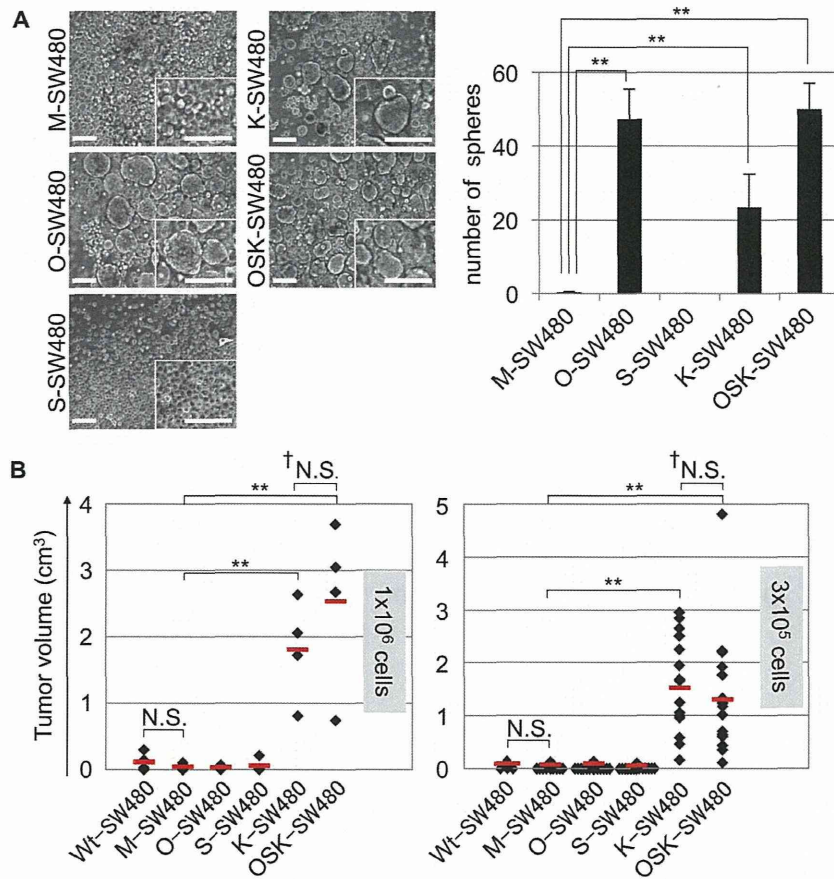 A
M-SW480
K-SW480
O-SW480
OSK-SW480
S-SW480
**
**
**
number of spheres
60
40
20
0
M-SW480
O-SW480
S-SW480
K-SW480
OSK-SW480
B
Tumor volume (cm³)
†N.S.
**
**
N.S.
4
3
2
1
0
1x10⁶ cells
Wt-SW480
M-SW480
O-SW480
S-SW480
K-SW480
OSK-SW480
†N.S.
**
**
N.S.
5
4
3
2
1
0
3x10⁵ cells
Wt-SW480
M-SW480
O-SW480
S-SW480
K-SW480
OSK-SW480